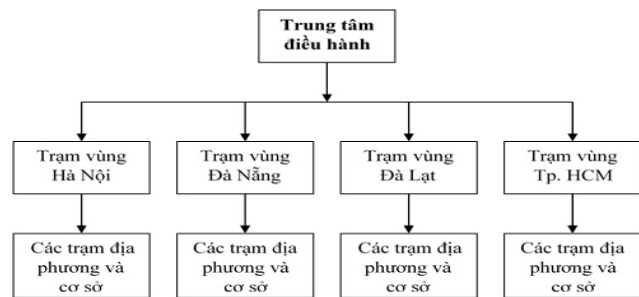 Trung tâm
điều hành
Trạm vùng
Hà Nội
Trạm vùng
Đà Nẵng
Trạm vùng
Đà Lạt
Trạm vùng
Tp. HCM
Các trạm địa
phương và
cơ sở
Các trạm địa
phương và
cơ sở
Các trạm địa
phương và
cơ sở
Các trạm địa
phương và
cơ sở